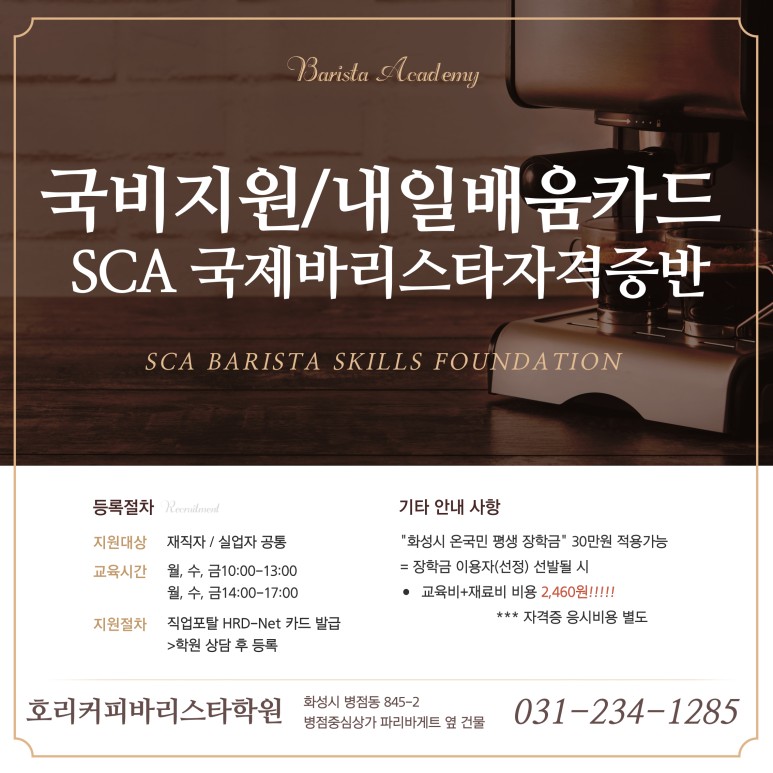 Barista Academy
국비지원/내일배움카드
SCA 국제바리스타자격증반
SCA BARISTA SKILLS FOUNDATION
등록절차 Recruitment
지원대상 재직자 / 실업자 공통
교육시간 월, 수, 금10:00-13:00
월, 수, 금14:00-17:00
지원절차 직업포탈 HRD-Net 카드 발급
>학원 상담 후 등록
기타 안내 사항
"화성시 온국민 평생 장학금" 30만원 적용가능
= 장학금 이용자(선정) 선발될 시
● 교육비+재료비 비용 2,460원!!!!!
*** 자격증 응시비용 별도
호리커피바리스타학원
화성시 병점동 845-2
병점중심상가 파리바게트 옆 건물
031-234-1285